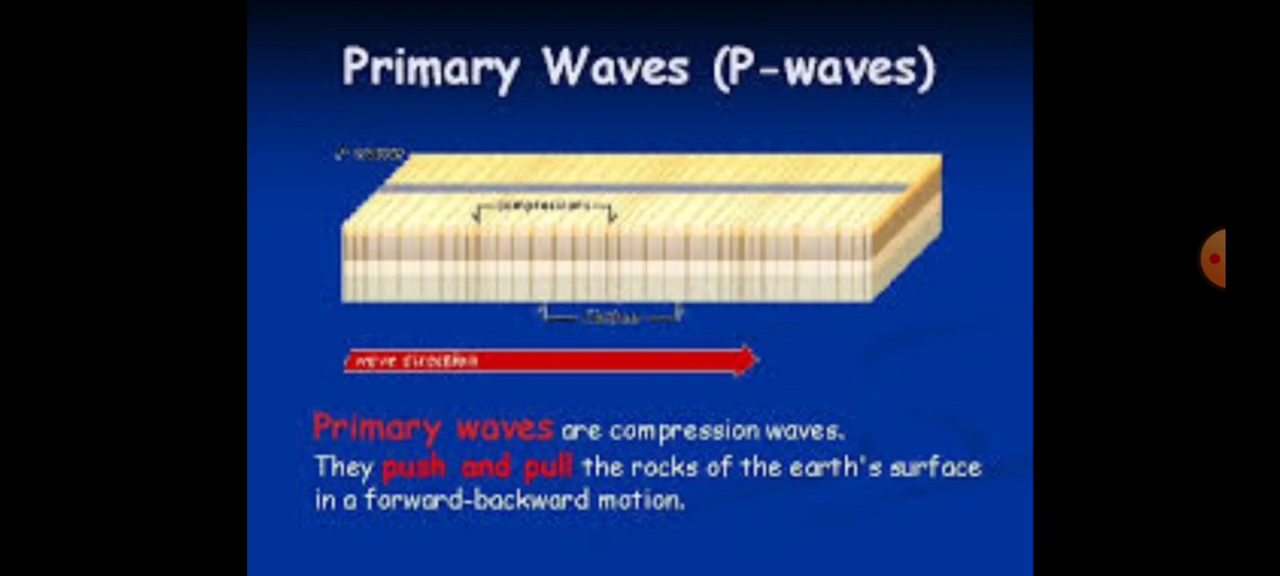 Primary Waves (P-waves)
compressions
wave direction
Primary waves are compression waves.
They push and pull the rocks of the earth's surface
in a forward-backward motion.